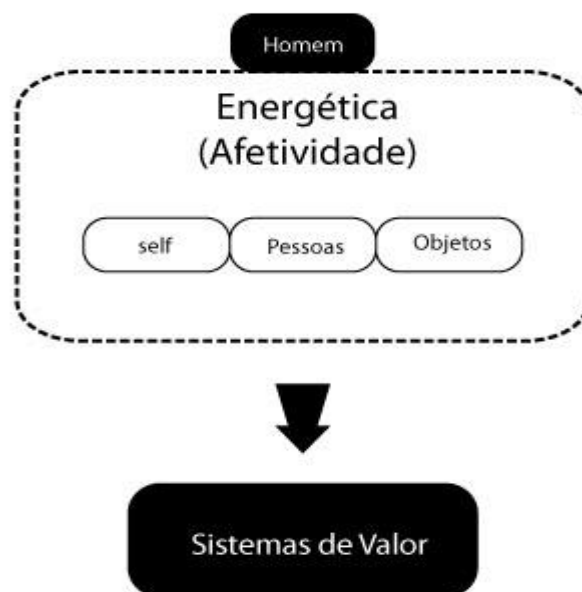 Homem
Energética
(Afetividade)
self Pessoas Objetos
Sistemas de Valor